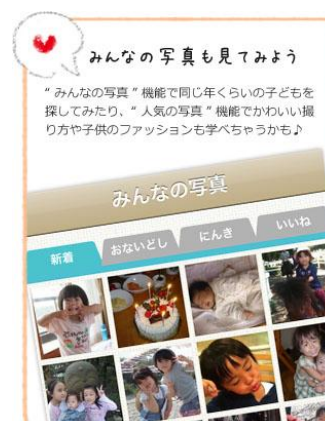 みんなの写真も見てみよう
“ みんなの写真 ” 機能で同じ年くらいの子どもを
探してみたり、“ 人気の写真 ” 機能でかわいい撮
り方や子供のファッションも学べちゃうかも♪
みんなの写真
新着 おないどし にんき いいね